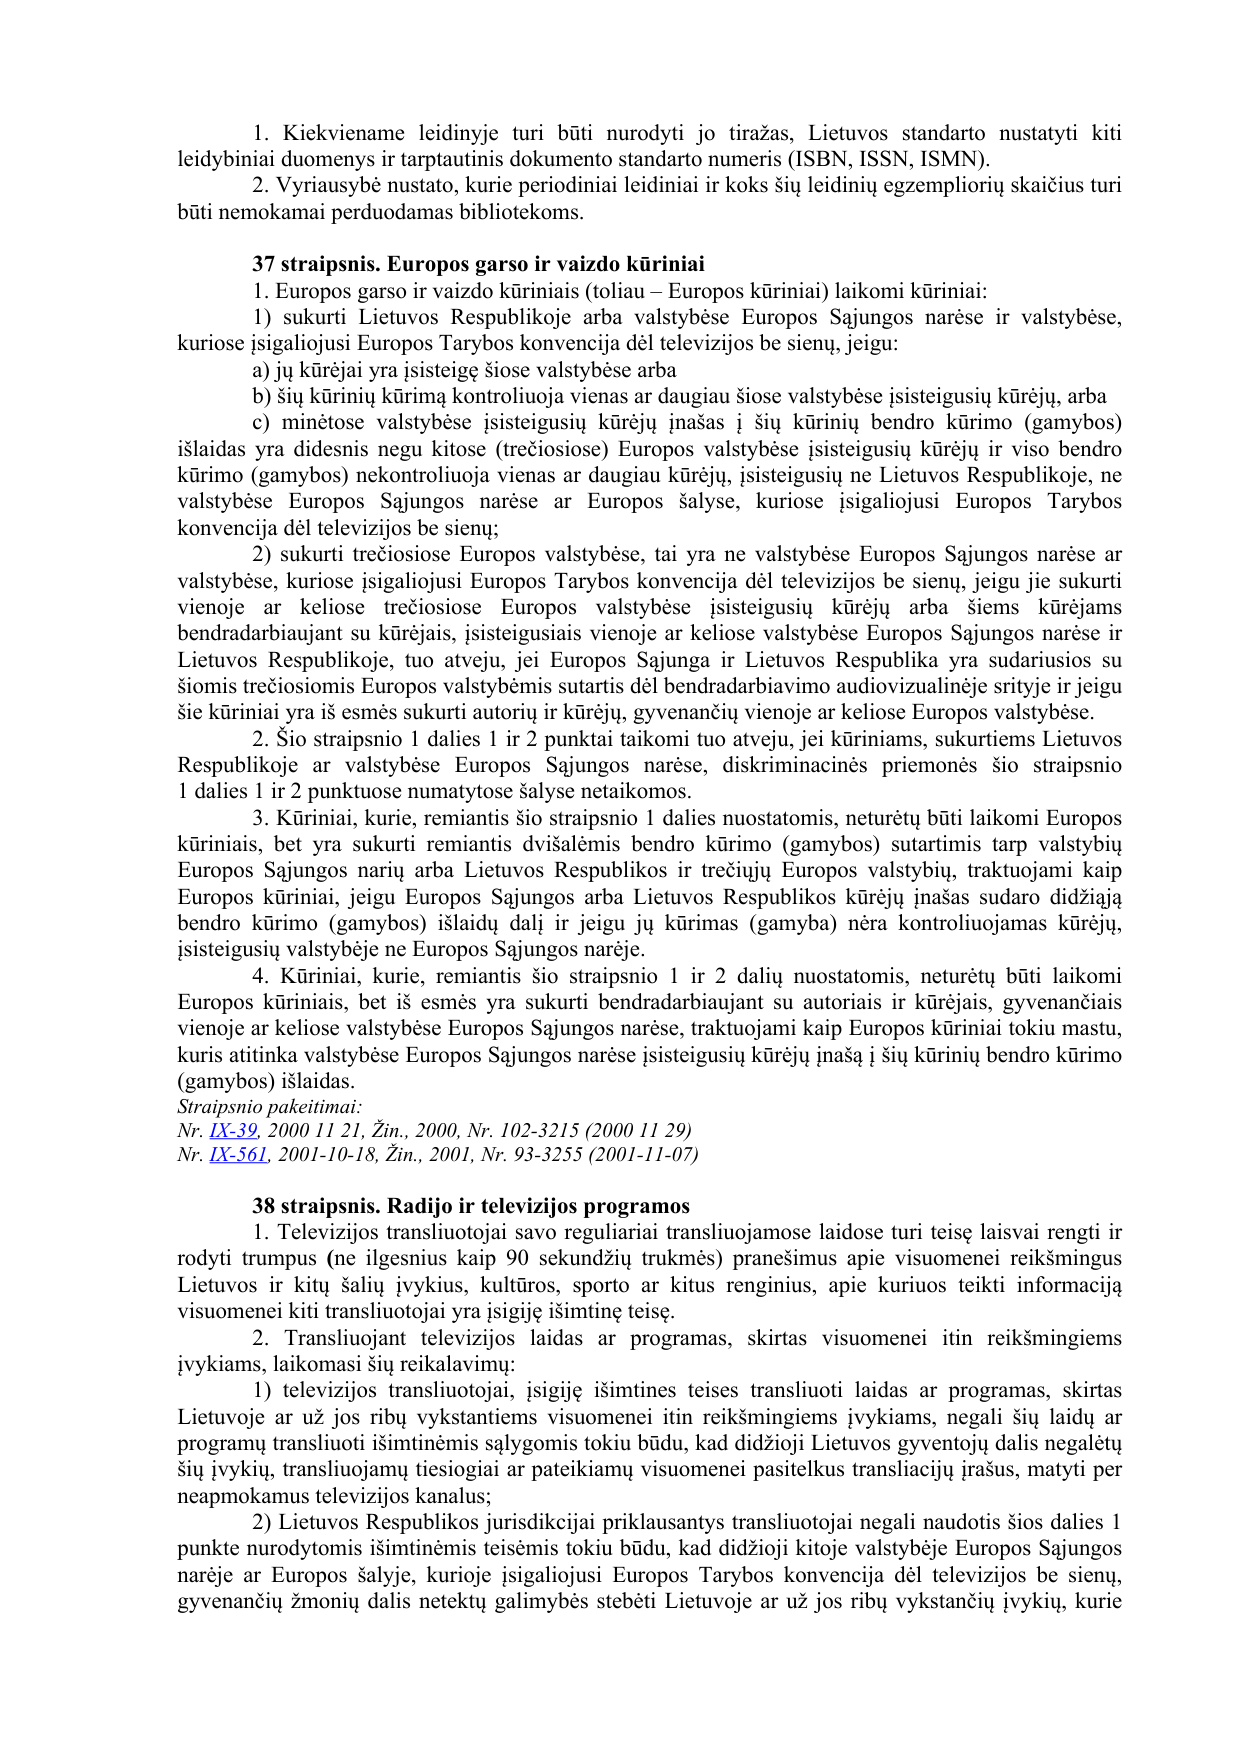 1. Kiekviename leidinyje turi būti nurodyti jo tiražas, Lietuvos standarto nustatyti kiti
leidybiniai duomenys ir tarptautinis dokumento standarto numeris (ISBN, ISSN, ISMN).
2. Vyriausybė nustato, kurie periodiniai leidiniai ir koks šių leidinių egzempliorių skaičius turi
būti nemokamai perduodamas bibliotekoms.
37 straipsnis. Europos garso ir vaizdo kūriniai
1. Europos garso ir vaizdo kūriniais (toliau – Europos kūriniai) laikomi kūriniai:
1) sukurti Lietuvos Respublikoje arba valstybėse Europos Sąjungos narėse ir valstybėse,
kuriose įsigaliojusi Europos Tarybos konvencija dėl televizijos be sienų, jeigu:
a) jų kūrėjai yra įsisteigę šiose valstybėse arba
b) šių kūrinių kūrimą kontroliuoja vienas ar daugiau šiose valstybėse įsisteigusių kūrėjų, arba
c) minėtose valstybėse įsisteigusių kūrėjų įnašas į šių kūrinių bendro kūrimo (gamybos)
išlaidas yra didesnis negu kitose (trečiosiose) Europos valstybėse įsisteigusių kūrėjų ir viso bendro
kūrimo (gamybos) nekontroliuoja vienas ar daugiau kūrėjų, įsisteigusių ne Lietuvos Respublikoje, ne
valstybėse Europos Sąjungos narėse ar Europos šalyse, kuriose įsigaliojusi Europos Tarybos
konvencija dėl televizijos be sienų;
2) sukurti trečiosiose Europos valstybėse, tai yra ne valstybėse Europos Sąjungos narėse ar
valstybėse, kuriose įsigaliojusi Europos Tarybos konvencija dėl televizijos be sienų, jeigu jie sukurti
vienoje ar keliose trečiosiose Europos valstybėse įsisteigusių kūrėjų arba šiems kūrėjams
bendradarbiaujant su kūrėjais, įsisteigusiais vienoje ar keliose valstybėse Europos Sąjungos narėse ir
Lietuvos Respublikoje, tuo atveju, jei Europos Sąjunga ir Lietuvos Respublika yra sudariusios su
šiomis trečiosiomis Europos valstybėmis sutartis dėl bendradarbiavimo audiovizualinėje srityje ir jeigu
šie kūriniai yra iš esmės sukurti autorių ir kūrėjų, gyvenančių vienoje ar keliose Europos valstybėse.
2. Šio straipsnio 1 dalies 1 ir 2 punktai taikomi tuo atveju, jei kūriniams, sukurtiems Lietuvos
Respublikoje ar valstybėse Europos Sąjungos narėse, diskriminacinės priemonės šio straipsnio
1 dalies 1 ir 2 punktuose numatytose šalyse netaikomos.
3. Kūriniai, kurie, remiantis šio straipsnio 1 dalies nuostatomis, neturėtų būti laikomi Europos
kūriniais, bet yra sukurti remiantis dvišalėmis bendro kūrimo (gamybos) sutartimis tarp valstybių
Europos Sąjungos narių arba Lietuvos Respublikos ir trečiųjų Europos valstybių, traktuojami kaip
Europos kūriniai, jeigu Europos Sąjungos arba Lietuvos Respublikos kūrėjų įnašas sudaro didžiąją
bendro kūrimo (gamybos) išlaidų dalį ir jeigu jų kūrimas (gamyba) nėra kontroliuojamas kūrėjų,
įsisteigusių valstybėje ne Europos Sąjungos narėje.
4. Kūriniai, kurie, remiantis šio straipsnio 1 ir 2 dalių nuostatomis, neturėtų būti laikomi
Europos kūriniais, bet iš esmės yra sukurti bendradarbiaujant su autoriais ir kūrėjais, gyvenančiais
vienoje ar keliose valstybėse Europos Sąjungos narėse, traktuojami kaip Europos kūriniai tokiu mastu,
kuris atitinka valstybėse Europos Sąjungos narėse įsisteigusių kūrėjų įnašą į šių kūrinių bendro kūrimo
(gamybos) išlaidas.
Straipsnio pakeitimai:
Nr. IX-39, 2000 11 21, Žin., 2000, Nr. 102-3215 (2000 11 29)
Nr. IX-561, 2001-10-18, Žin., 2001, Nr. 93-3255 (2001-11-07)
38 straipsnis. Radijo ir televizijos programos
1. Televizijos transliuotojai savo reguliariai transliuojamose laidose turi teisę laisvai rengti ir
rodyti trumpus (ne ilgesnius kaip 90 sekundžių trukmės) pranešimus apie visuomenei reikšmingus
Lietuvos ir kitų šalių įvykius, kultūros, sporto ar kitus renginius, apie kuriuos teikti informaciją
visuomenei kiti transliuotojai yra įsigiję išimtinę teisę.
2. Transliuojant televizijos laidas ar programas, skirtas visuomenei itin reikšmingiems
įvykiams, laikomasi šių reikalavimų:
1) televizijos transliuotojai, įsigiję išimtines teises transliuoti laidas ar programas, skirtas
Lietuvoje ar už jos ribų vykstantiems visuomenei itin reikšmingiems įvykiams, negali šių laidų ar
programų transliuoti išimtinėmis sąlygomis tokiu būdu, kad didžioji Lietuvos gyventojų dalis negalėtų
šių įvykių, transliuojamų tiesiogiai ar pateikiamų visuomenei pasitelkus transliacijų įrašus, matyti per
neapmokamus televizijos kanalus;
2) Lietuvos Respublikos jurisdikcijai priklausantys transliuotojai negali naudotis šios dalies 1
punkte nurodytomis išimtinėmis teisėmis tokiu būdu, kad didžioji kitoje valstybėje Europos Sąjungos
narėje ar Europos šalyje, kurioje įsigaliojusi Europos Tarybos konvencija dėl televizijos be sienų,
gyvenančių žmonių dalis netektų galimybės stebėti Lietuvoje ar už jos ribų vykstančių įvykių, kurie